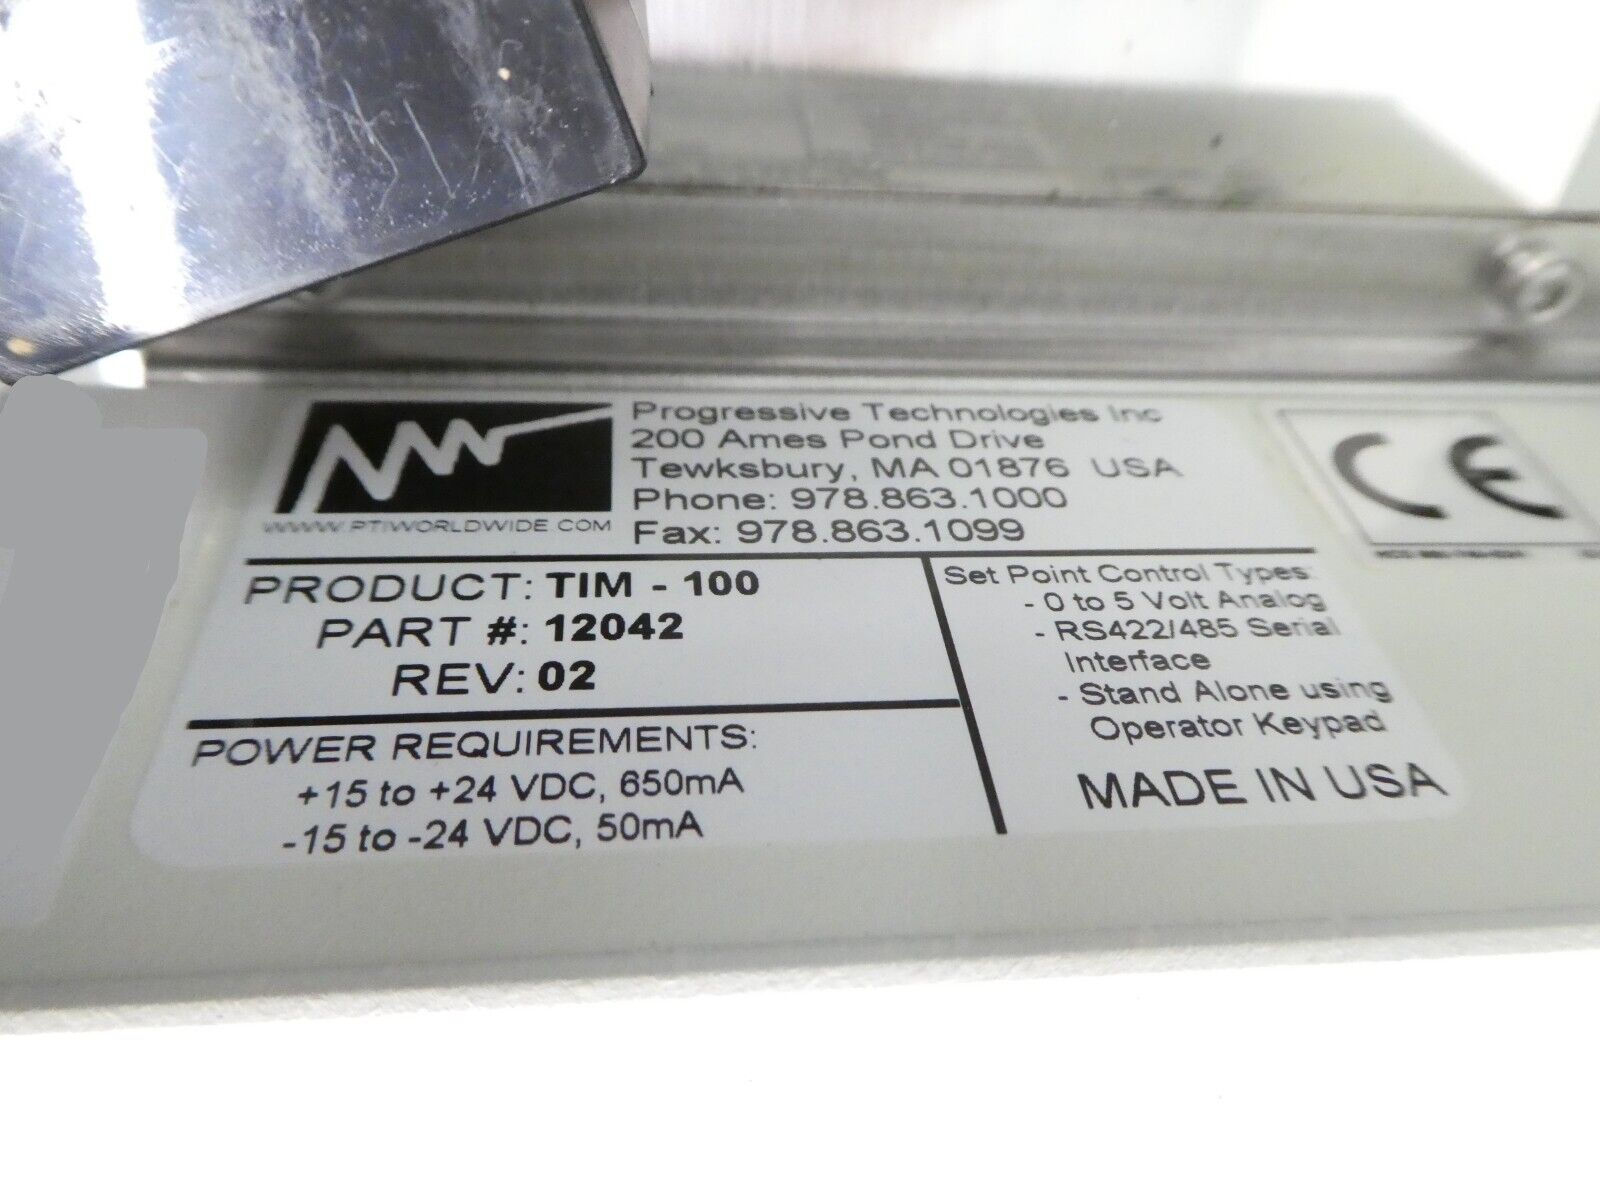 Progressive Technologies Inc
200 Ames Pond Drive
Tewksbury, MA 01876 USA
Phone: 978.863.1000
Fax: 978.863.1099
WWW.PTIWORLDWIDE.COM
PRODUCT: TIM - 100
PART #: 12042
REV: 02
POWER REQUIREMENTS:
+15 to +24 VDC, 650mA
-15 to -24 VDC, 50mA
Set Point Control Types:
- 0 to 5 Volt Analog
- RS422/485 Serial
Interface
- Stand Alone using
Operator Keypad
MADE IN USA
CE